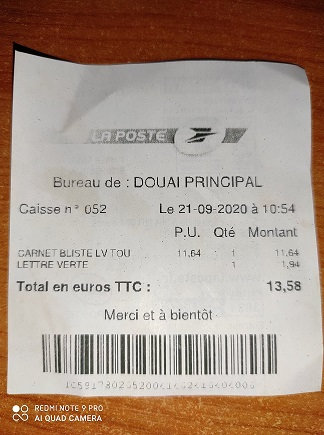 LA POSTE
Bureau de : DOUAI PRINCIPAL
Caisse n° 052 Le 21-09-2020 à 10:54
P.U. Qté Montant
CARNET BLISTE LV TOU 11,64 1 11,64
LETTRE VERTE 1 1,94
Total en euros TTC : 13,58
Merci et à bientôt
REDMI NOTE 9 PRO
AI QUAD CAMERA